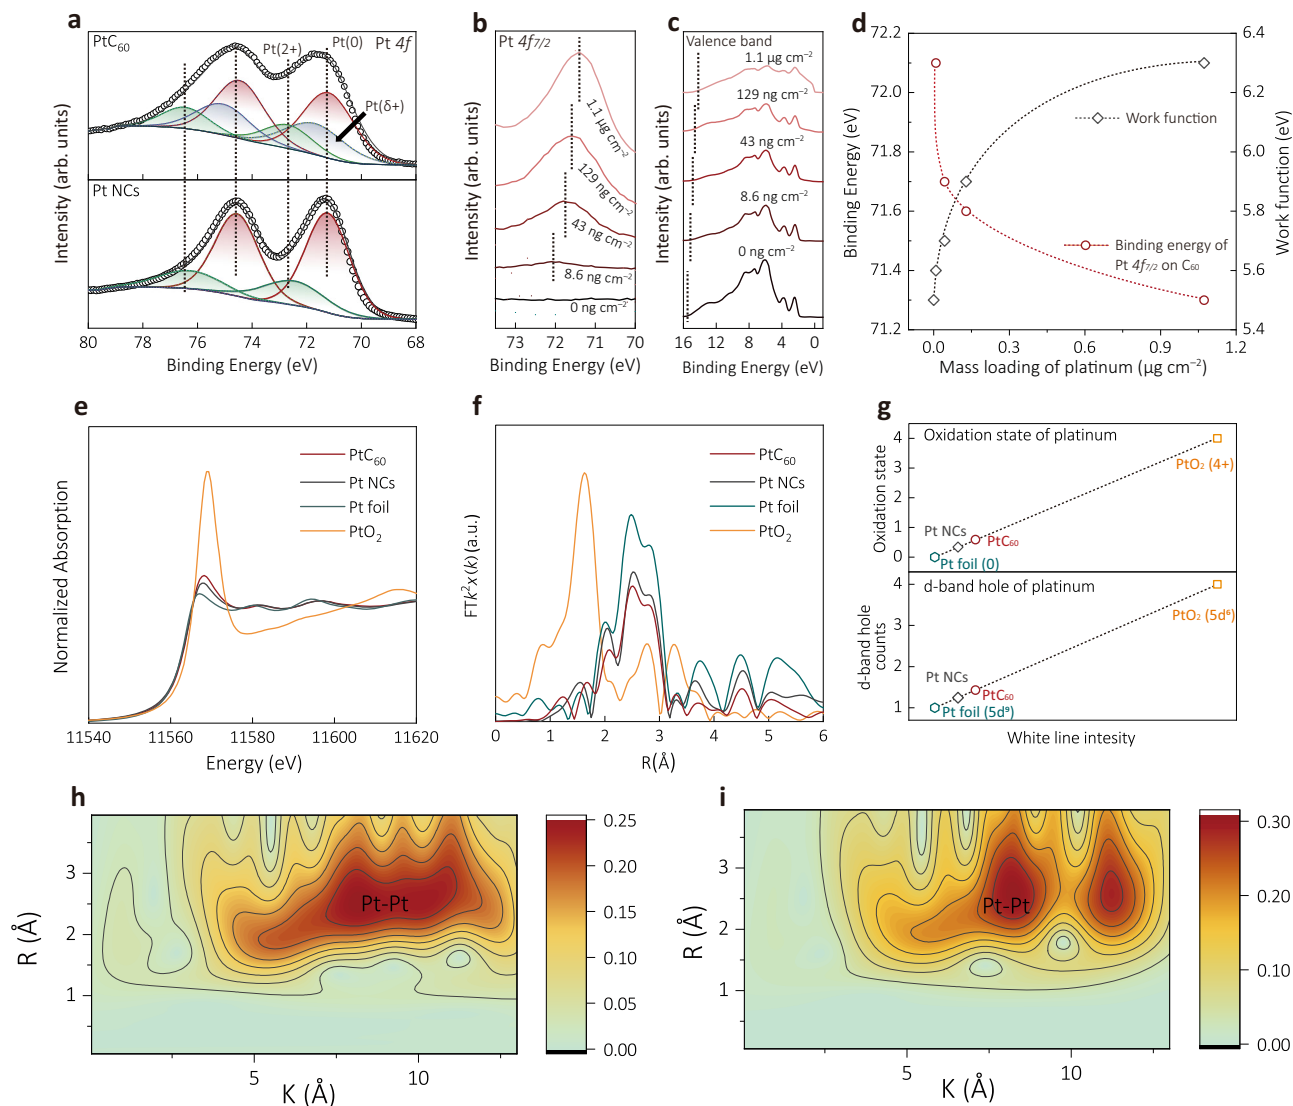 a
PtC60
Pt(2+)
Pt(0)
Pt 4f
Pt(δ+)
Pt NCs
Intensity (arb. units)
Intensity (arb. units)
80 78 76 74 72 70 68
Binding Energy (eV)
b
Pt 4f7/2
1.1 µg cm−2
129 ng cm−2
43 ng cm−2
8.6 ng cm−2
0 ng cm−2
Intensity (arb. units)
73 72 71 70
Binding Energy (eV)
c
Valence band
1.1 µg cm−2
129 ng cm−2
43 ng cm−2
8.6 ng cm−2
0 ng cm−2
Intensity (arb. units)
16 12 8 4 0
Binding Energy (eV)
d
72.2
72.0
71.8
71.6
71.4
71.2
Binding Energy (eV)
Work function
Binding energy of
Pt 4f7/2 on C60
6.4
6.2
6.0
5.8
5.6
5.4
Work function (eV)
0.0 0.3 0.6 0.9 1.2
Mass loading of platinum (µg cm−2)
e
PtC60
Pt NCs
Pt foil
PtO2
Normalized Absorption
11540 11560 11580 11600 11620
Energy (eV)
f
PtC60
Pt NCs
Pt foil
PtO2
FTk²x(k)(a.u.)
0 1 2 3 4 5 6
R(Å)
g
Oxidation state of platinum
4
3
2
1
0
Oxidation state
PtO2 (4+)
Pt NCs
PtC60
Pt foil (0)
d-band hole of platinum
4
3
2
1
d-band hole
counts
PtO2 (5d⁶)
Pt NCs
PtC60
Pt foil (5d⁹)
White line intesity
h
3
2
1
R (Å)
Pt-Pt
5 10
K (Å)
0.25
0.20
0.15
0.10
0.05
0.00
i
3
2
1
R (Å)
Pt-Pt
5 10
K (Å)
0.30
0.20
0.10
0.00